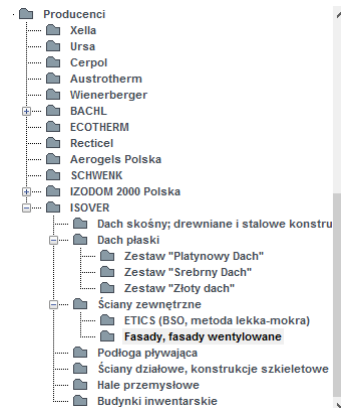 Producenci
Xella
Ursa
Cerpol
Austrotherm
Wienerberger
BACHL
ECOTHERM
Recticel
Aerogels Polska
SCHWENK
IZODOM 2000 Polska
ISOVER
Dach skośny; drewniane i stalowe konstru
Dach płaski
Zestaw "Platynowy Dach"
Zestaw "Srebrny Dach"
Zestaw "Złoty dach"
Ściany zewnętrzne
ETICS (BSO, metoda lekka-mokra)
Fasady, fasady wentylowane
Podłoga pływająca
Ściany działowe, konstrukcje szkieletowe
Hale przemysłowe
Budynki inwentarskie